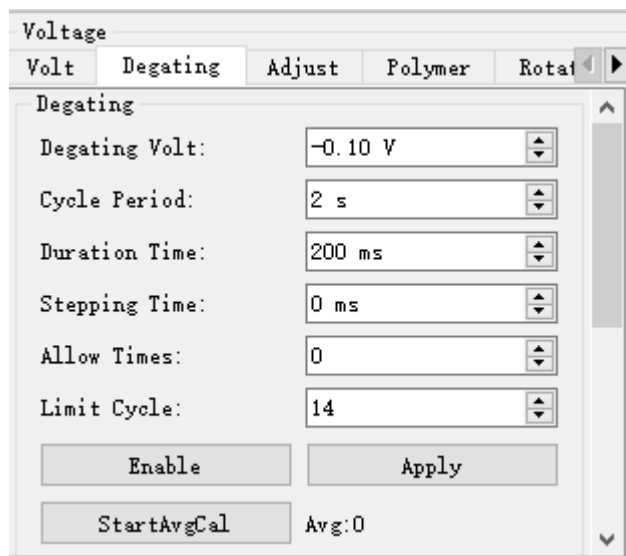 Voltage
Volt Degating Adjust Polymer Rotat
Degating
Degating Volt: -0.10 V
Cycle Period: 2 s
Duration Time: 200 ms
Stepping Time: 0 ms
Allow Times: 0
Limit Cycle: 14
Enable Apply
StartAvgCal Avg:0